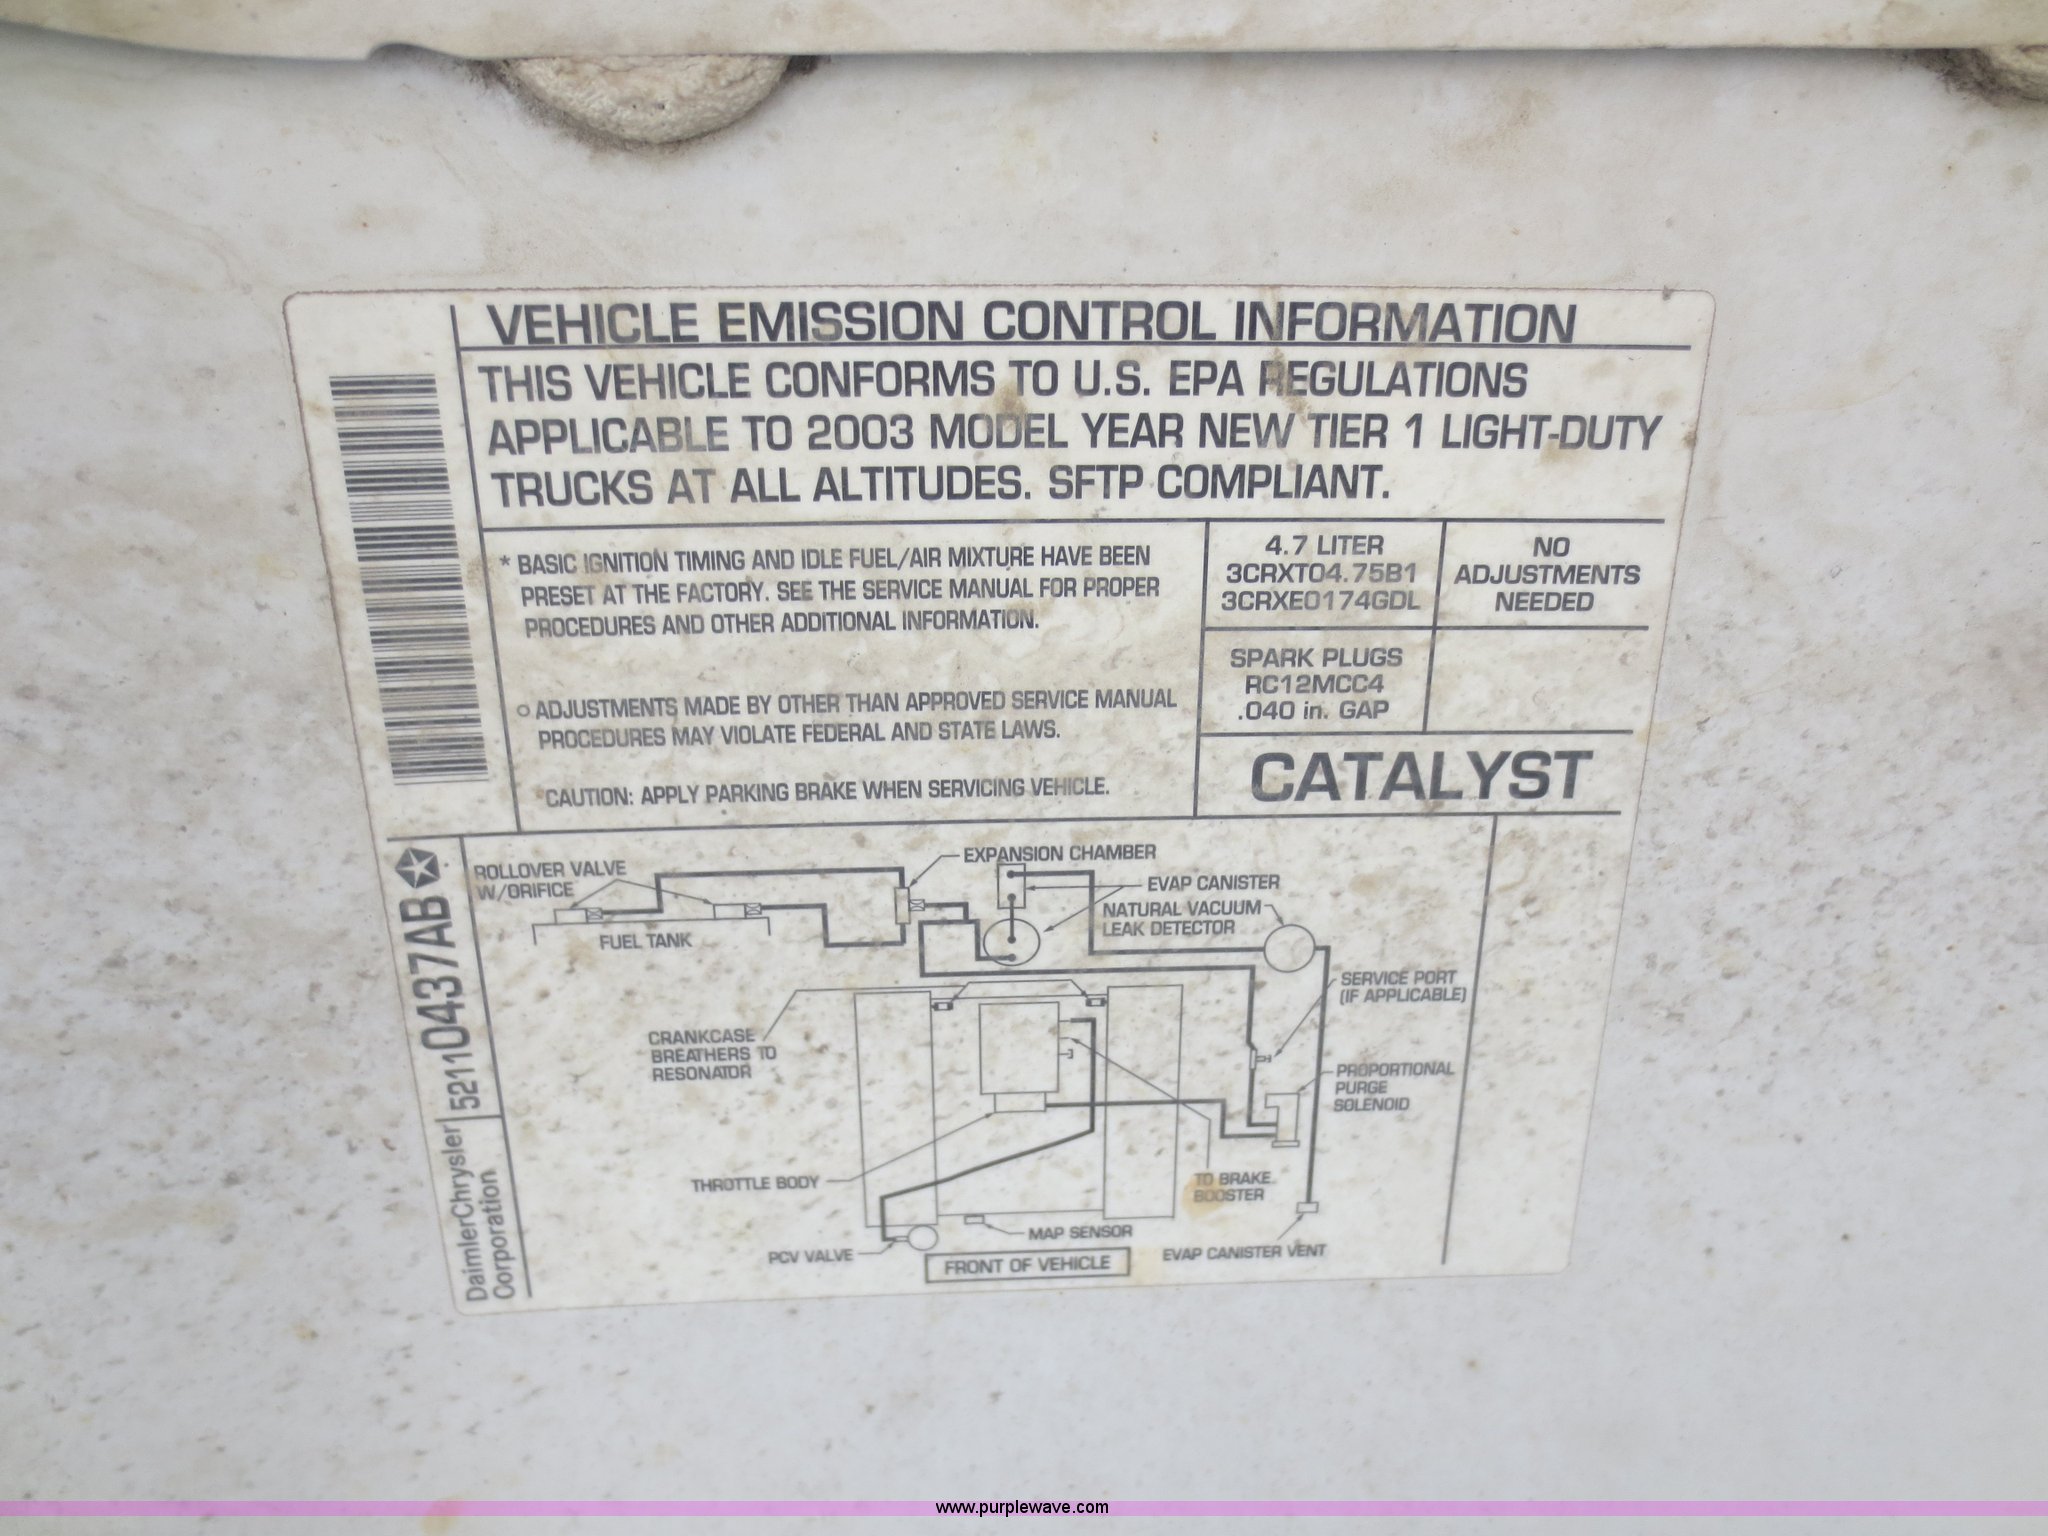 VEHICLE EMISSION CONTROL INFORMATION
THIS VEHICLE CONFORMS TO U.S. EPA REGULATIONS
APPLICABLE TO 2003 MODEL YEAR NEW TIER 1 LIGHT-DUTY
TRUCKS AT ALL ALTITUDES. SFTP COMPLIANT.
* BASIC IGNITION TIMING AND IDLE FUEL/AIR MIXTURE HAVE BEEN
PRESET AT THE FACTORY. SEE THE SERVICE MANUAL FOR PROPER
PROCEDURES AND OTHER ADDITIONAL INFORMATION.
○ ADJUSTMENTS MADE BY OTHER THAN APPROVED SERVICE MANUAL
PROCEDURES MAY VIOLATE FEDERAL AND STATE LAWS.
CAUTION: APPLY PARKING BRAKE WHEN SERVICING VEHICLE.
4.7 LITER
3CRXT04.75B1
3CRXE0174GDL
NO
ADJUSTMENTS
NEEDED
SPARK PLUGS
RC12MCC4
.040 in. GAP
CATALYST
ROLLOVER VALVE
W/ORIFICE
FUEL TANK
EXPANSION CHAMBER
EVAP CANISTER
NATURAL VACUUM
LEAK DETECTOR
SERVICE PORT
(IF APPLICABLE)
CRANKCASE
BREATHERS TO
RESONATOR
PROPORTIONAL
PURGE
SOLENOID
THROTTLE BODY
TO BRAKE
BOOSTER
MAP SENSOR
PCV VALVE
EVAP CANISTER VENT
FRONT OF VEHICLE
DaimlerChrysler
Corporation
52110437AB
www.purplewave.com